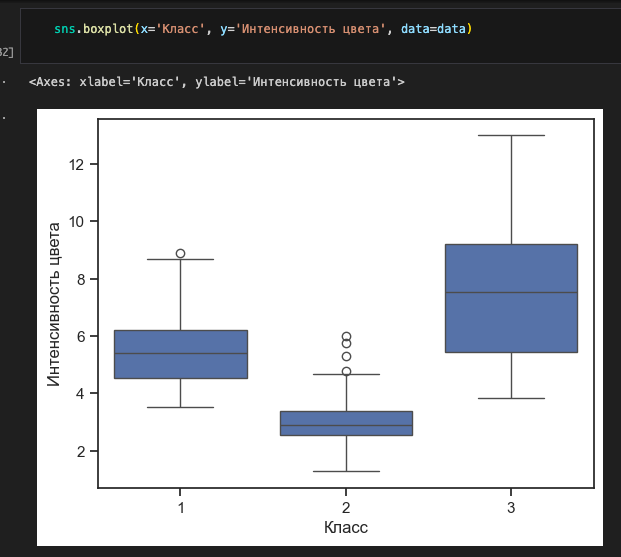 sns.boxplot(x='Класс', y='Интенсивность цвета', data=data)
32]
<Axes: xlabel='Класс', ylabel='Интенсивность цвета'>
12
10
8
6
4
2
Интенсивность цвета
1 2 3
Класс